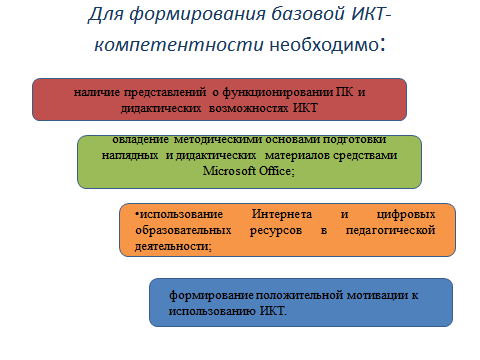 Для формирования базовой ИКТ-
компетентности необходимо:
наличие представлений о функционировании ПК и
дидактических возможностях ИКТ
овладение методическими основами подготовки
наглядных и дидактических материалов средствами
Microsoft Office;
•использование Интернета и цифровых
образовательных ресурсов в педагогической
деятельности;
формирование положительной мотивации к
использованию ИКТ.